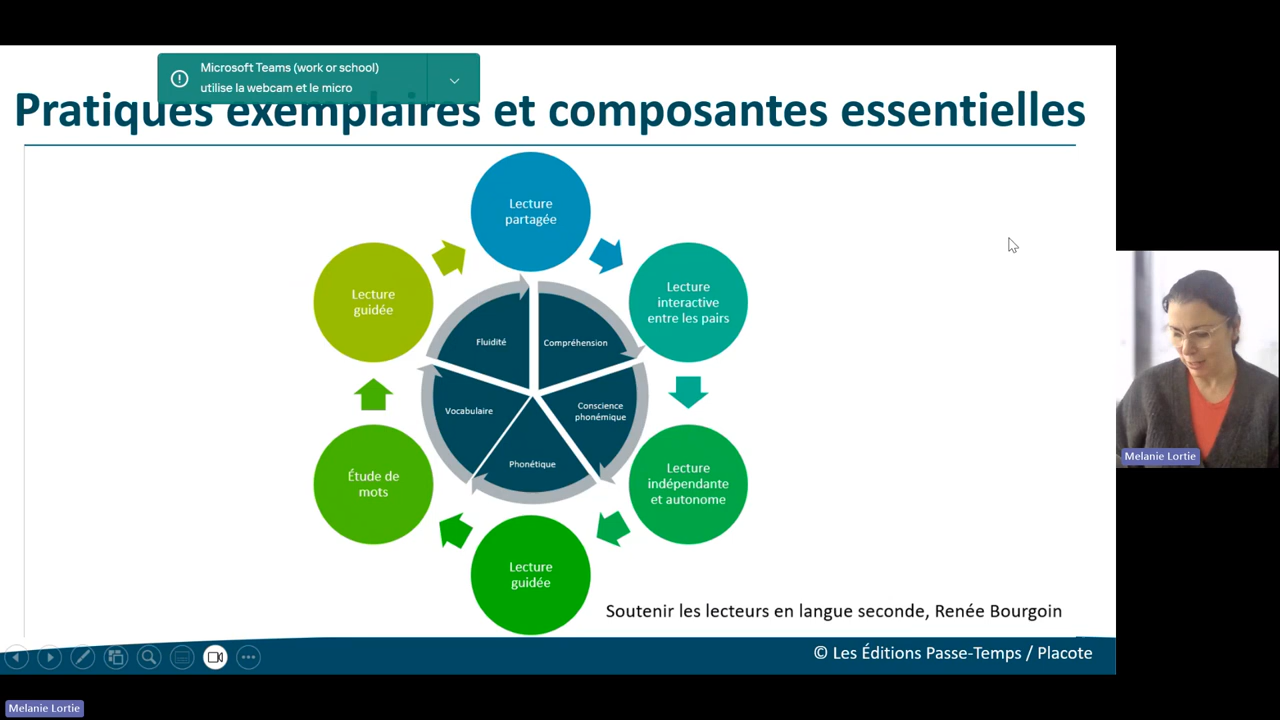 Microsoft Teams (work or school)
utilise la webcam et le micro
Pratiques exemplaires et composantes essentielles
Lecture
partagée
Lecture
interactive
entre les pairs
Lecture
indépendante
et autonome
Lecture
guidée
Étude de
mots
Lecture
guidée
Fluidité
Compréhension
Conscience
phonémique
Phonétique
Vocabulaire
Soutenir les lecteurs en langue seconde, Renée Bourgoin
© Les Éditions Passe-Temps / Placote
Melanie Lortie
Melanie Lortie